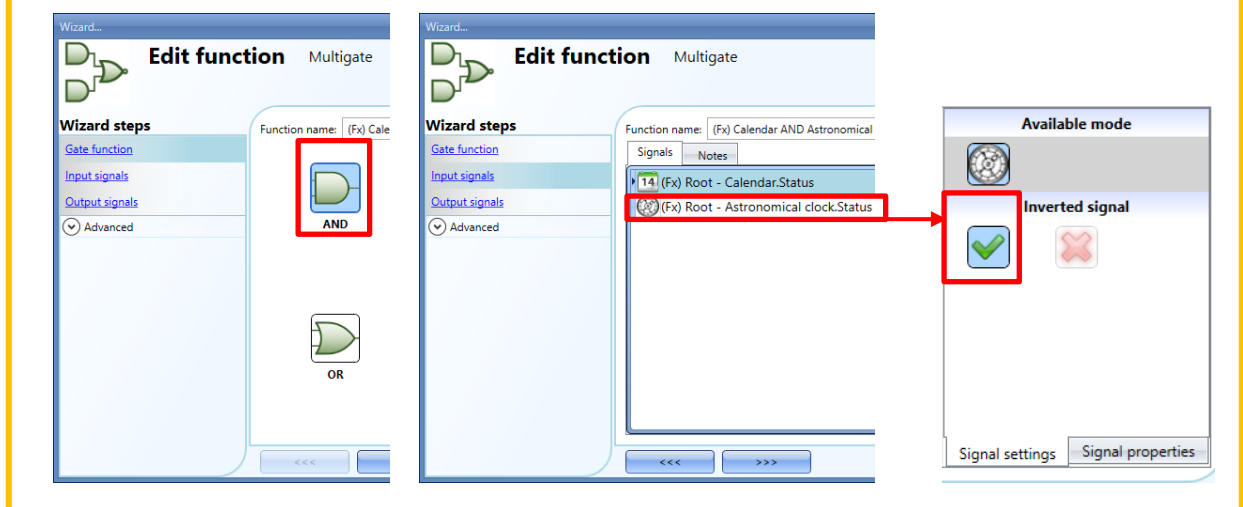 Wizard...
Edit function Multigate
Wizard steps
Gate function
Input signals
Output signals
Advanced
Function name: (Fx) Cale
AND
OR
<<<
Wizard...
Edit function Multigate
Wizard steps
Gate function
Input signals
Output signals
Advanced
Function name: (Fx) Calendar AND Astronomical
Signals Notes
14 (Fx) Root - Calendar.Status
(Fx) Root - Astronomical clock.Status
<<< >>>
Available mode
Inverted signal
Signal settings Signal properties